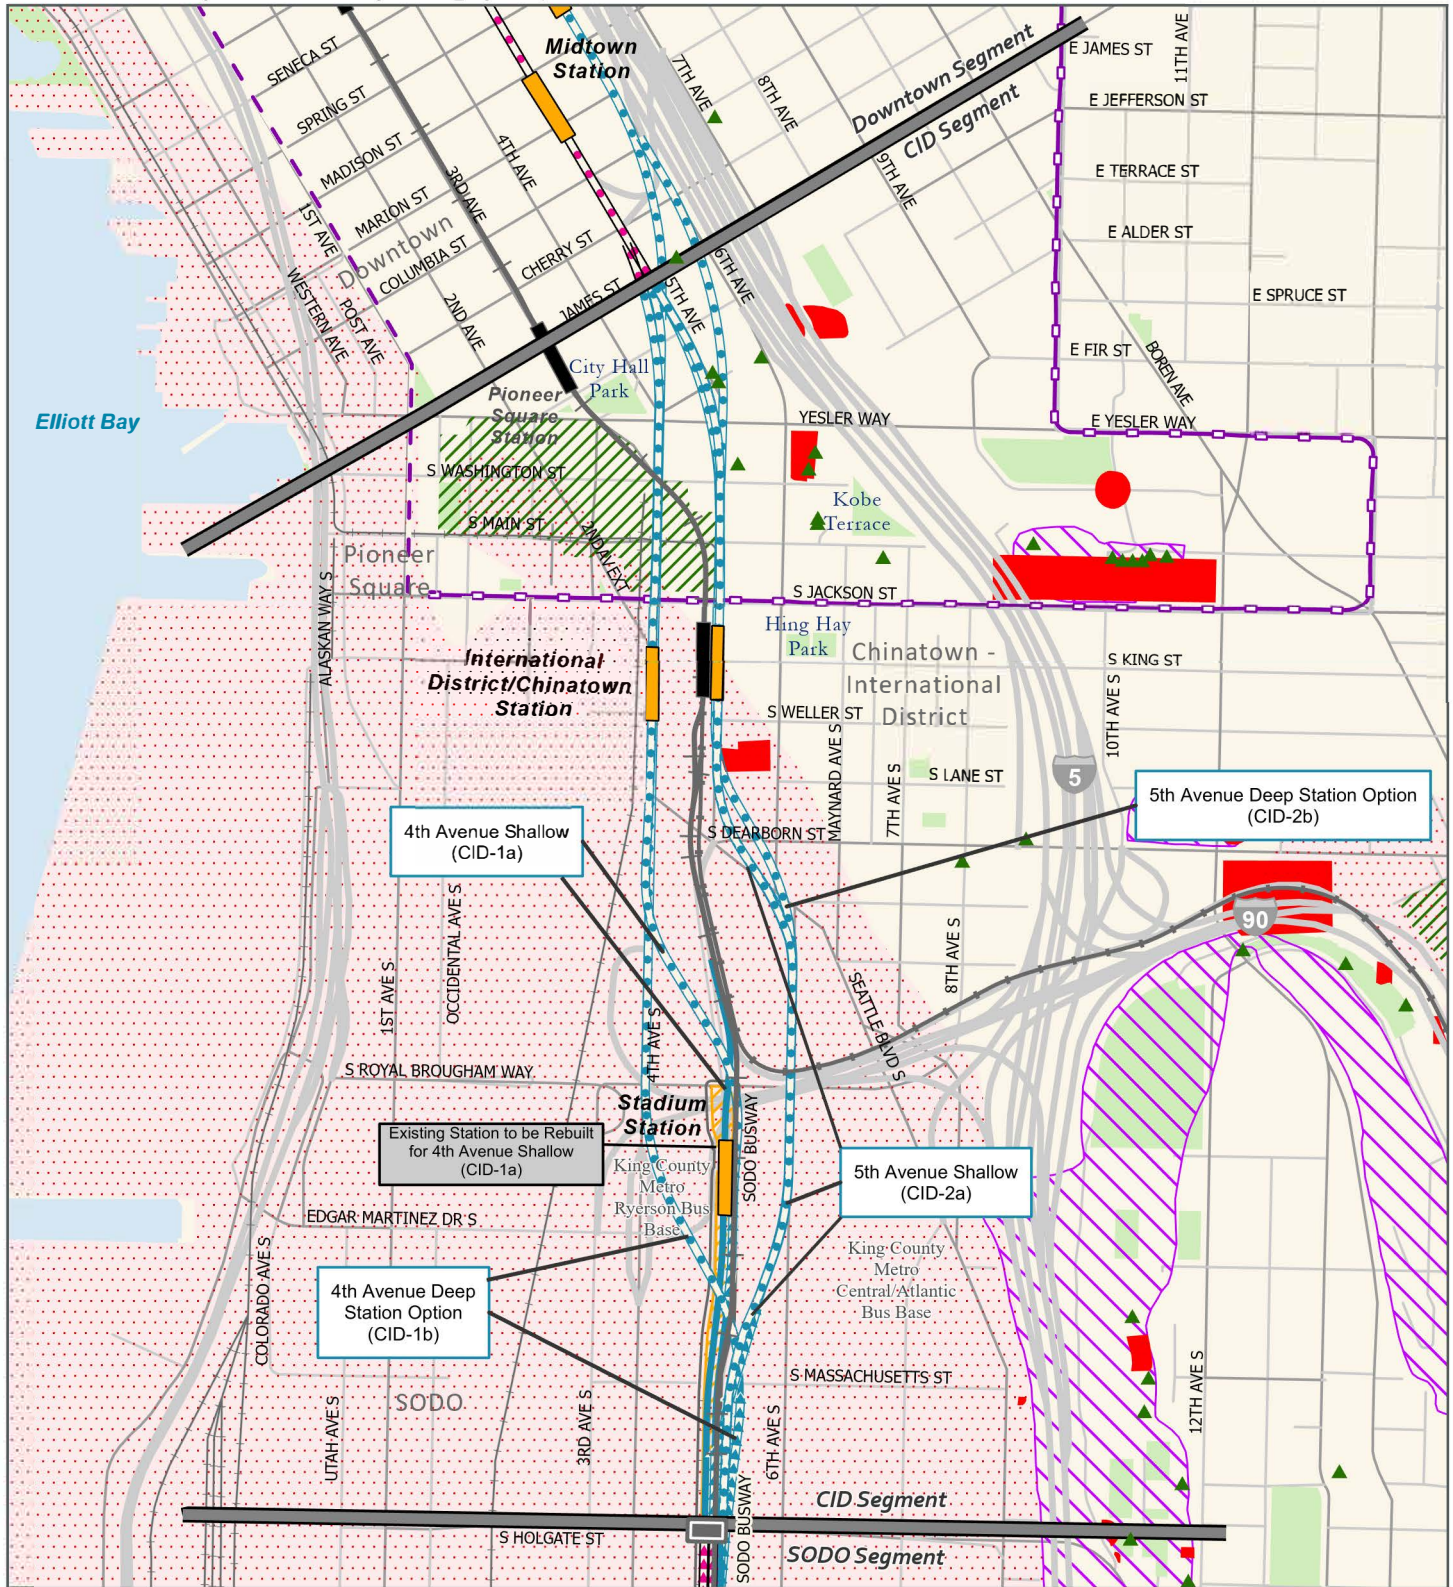 Midtown
Station
SENECA ST
SPRING ST
MADISON ST
MARION ST
COLUMBIA ST
CHERRY ST
JAMES ST
Downtown
1ST AVE
WESTERN AVE
POST AVE
2ND AVE
3RD AVE
4TH AVE
5TH AVE
6TH AVE
7TH AVE
8TH AVE
9TH AVE
11TH AVE
Downtown Segment
CID Segment
E JAMES ST
E JEFFERSON ST
E TERRACE ST
E ALDER ST
E SPRUCE ST
E FIR ST
BOREN AVE
E YESLER WAY
YESLER WAY
Elliott Bay
City Hall
Park
Pioneer
Square
Station
S WASHINGTON ST
S MAIN ST
2ND AV EXT
Kobe
Terrace
Pioneer
Square
S JACKSON ST
ALASKAN WAY S
Hing Hay
Park
International
District/Chinatown
Station
Chinatown -
International
District
S KING ST
S WELLER ST
MAYNARD AVE S
7TH AVE S
10TH AVE S
S LANE ST
5
5th Avenue Deep Station Option
(CID-2b)
4th Avenue Shallow
(CID-1a)
S DEARBORN ST
90
1ST AVE S
OCCIDENTAL AVE S
4TH AVE S
8TH AVE S
SEATTLE BLVD S
S ROYAL BROUGHAM WAY
Stadium
Station
SODO BUSWAY
Existing Station to be Rebuilt
for 4th Avenue Shallow
(CID-1a)
King County
Metro
Ryerson Bus
Base
5th Avenue Shallow
(CID-2a)
EDGAR MARTINEZ DR S
COLORADO AVE S
King County
Metro
Central/Atlantic
Bus Base
4th Avenue Deep
Station Option
(CID-1b)
S MASSACHUSETTS ST
SODO
UTAH AVE S
3RD AVE S
6TH AVE S
12TH AVE S
CID Segment
S HOLGATE ST
SODO BUSWAY
SODO Segment